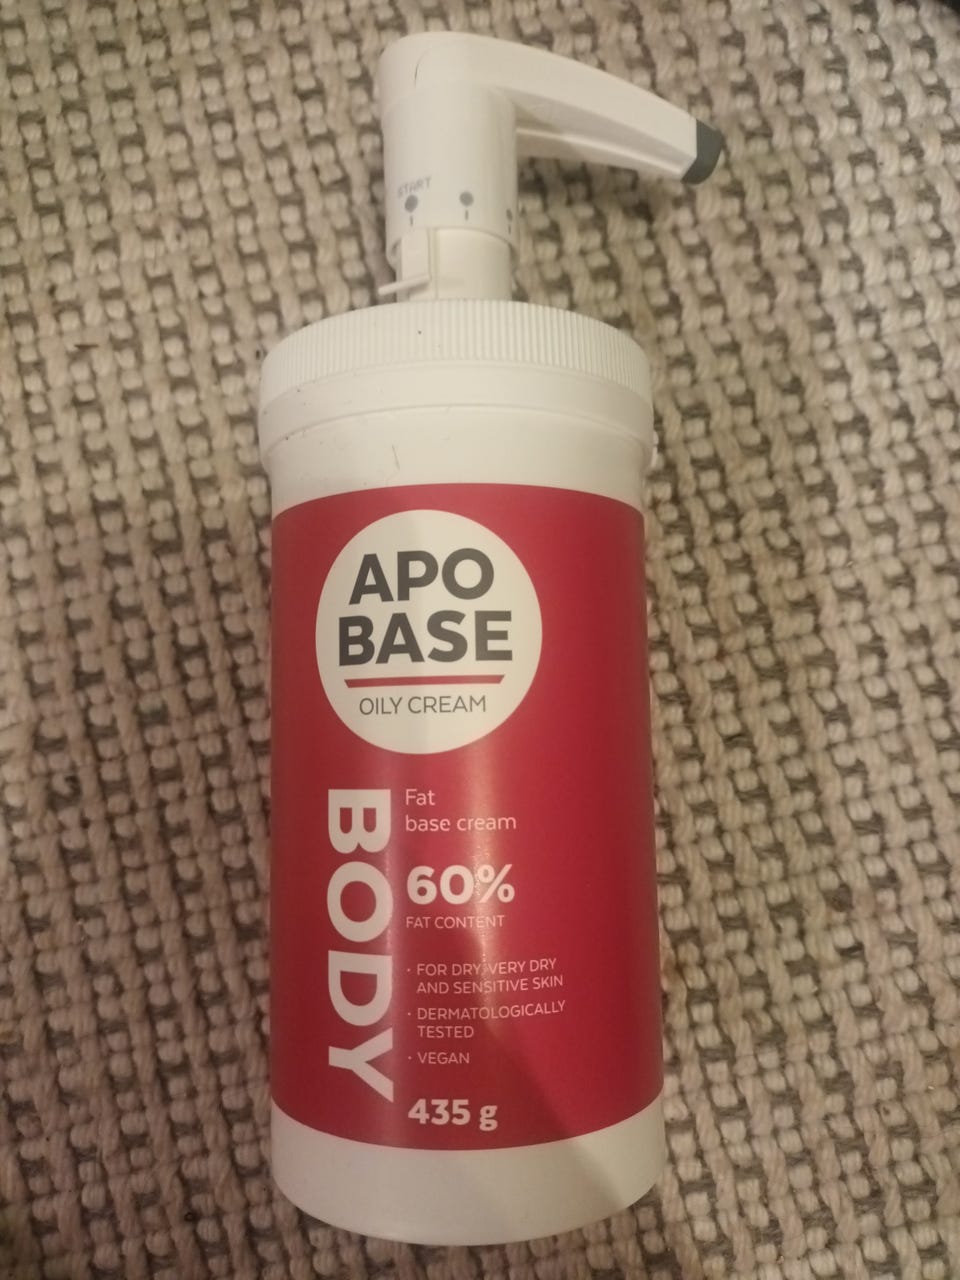 START
APO
BASE
OILY CREAM
BODY
Fat
base cream
60%
FAT CONTENT
· FOR DRY, VERY DRY
AND SENSITIVE SKIN
· DERMATOLOGICALLY
TESTED
· VEGAN
435 g